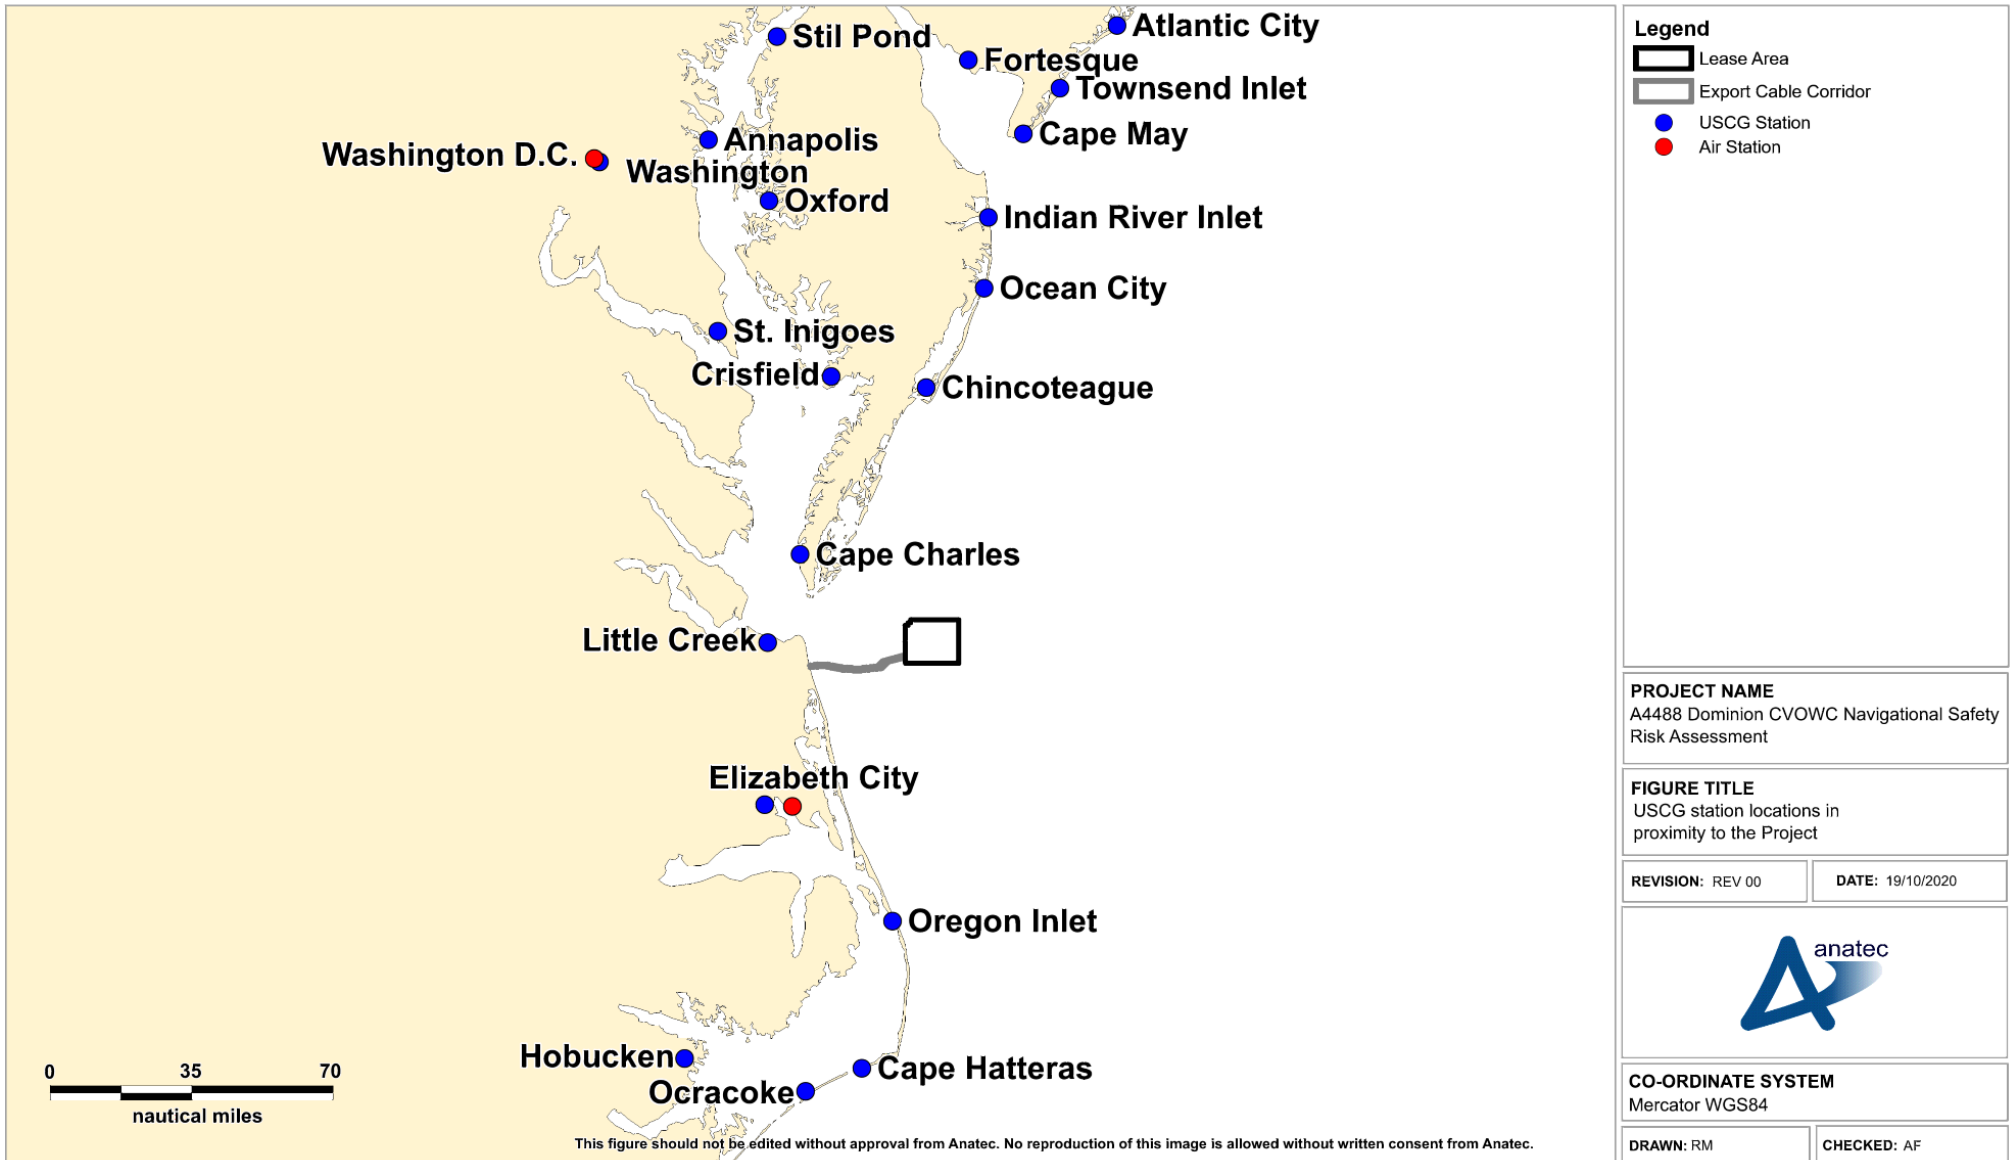 Stil Pond
Atlantic City
Fortesque
Townsend Inlet
Cape May
Annapolis
Washington D.C.
Washington
Oxford
Indian River Inlet
Ocean City
St. Inigoes
Crisfield
Chincoteague
Cape Charles
Little Creek
Elizabeth City
Oregon Inlet
Hobucken
Cape Hatteras
Ocracoke
0 35 70
nautical miles
This figure should not be edited without approval from Anatec. No reproduction of this image is allowed without written consent from Anatec.
Legend
Lease Area
Export Cable Corridor
USCG Station
Air Station
PROJECT NAME
A4488 Dominion CVOWC Navigational Safety
Risk Assessment
FIGURE TITLE
USCG station locations in
proximity to the Project
REVISION: REV 00
DATE: 19/10/2020
anatec
CO-ORDINATE SYSTEM
Mercator WGS84
DRAWN: RM
CHECKED: AF